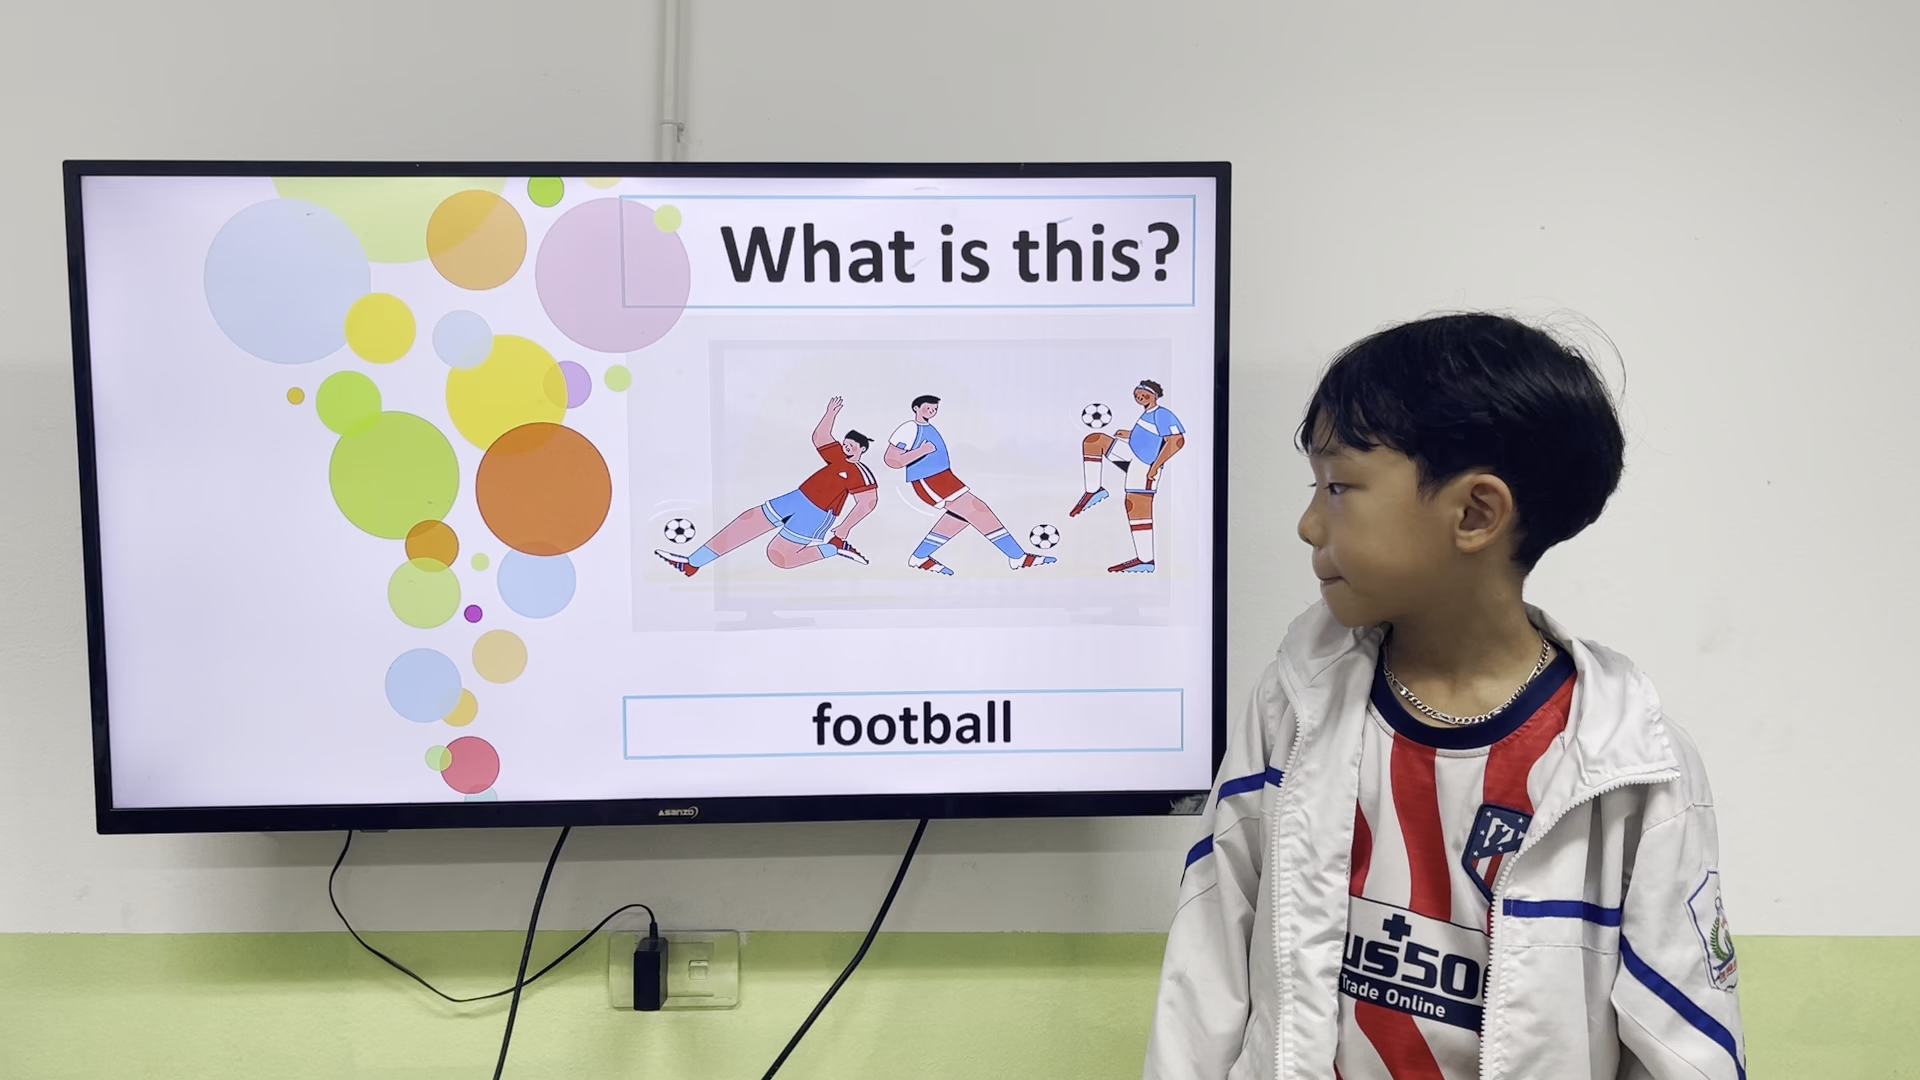 What is this?
football
ASANZO
us50
Trade Online